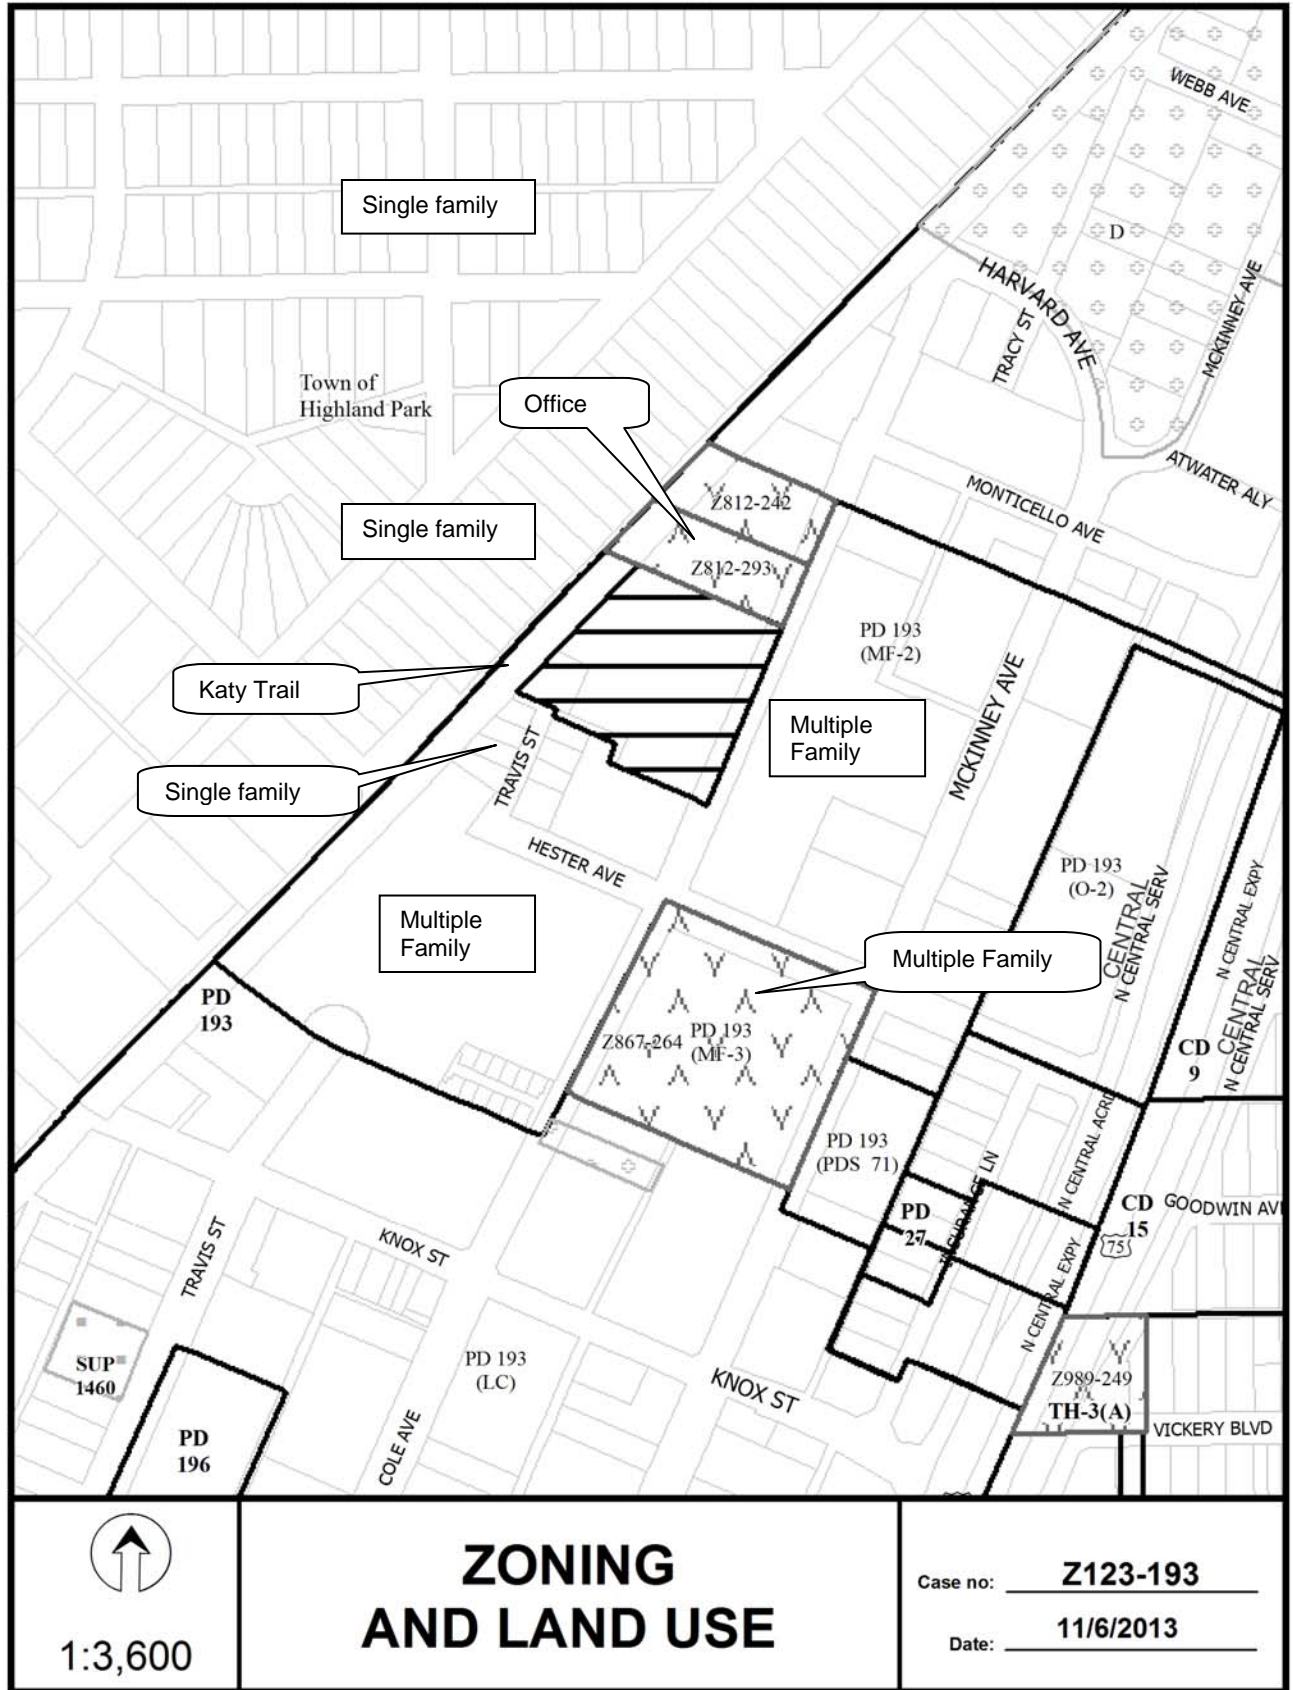 WEBB AVE
Single family
D
HARVARD AVE
TRACY ST
MCKINNEY AVE
Town of
Highland Park
Office
ATWATER ALY
MONTICELLO AVE
Z812-242
Single family
Z812-293
PD 193
(MF-2)
Katy Trail
MCKINNEY AVE
Multiple
Family
TRAVIS ST
Single family
HESTER AVE
PD 193
(O-2)
CENTRAL
N CENTRAL SERV
N CENTRAL EXPY
CENTRAL
N CENTRAL SERV
Multiple
Family
Multiple Family
PD
193
Z867-264
PD 193
(MF-3)
CD
9
PD 193
(PDS 71)
N CENTRAL ACRD
INSURANCE LN
PD
27
CD
15
GOODWIN AV
75
TRAVIS ST
KNOX ST
N CENTRAL EXPY
SUP
1460
PD 193
(LC)
KNOX ST
Z989-249
TH-3(A)
VICKERY BLVD
PD
196
COLE AVE
1:3,600
ZONING
AND LAND USE
Case no: Z123-193
Date: 11/6/2013